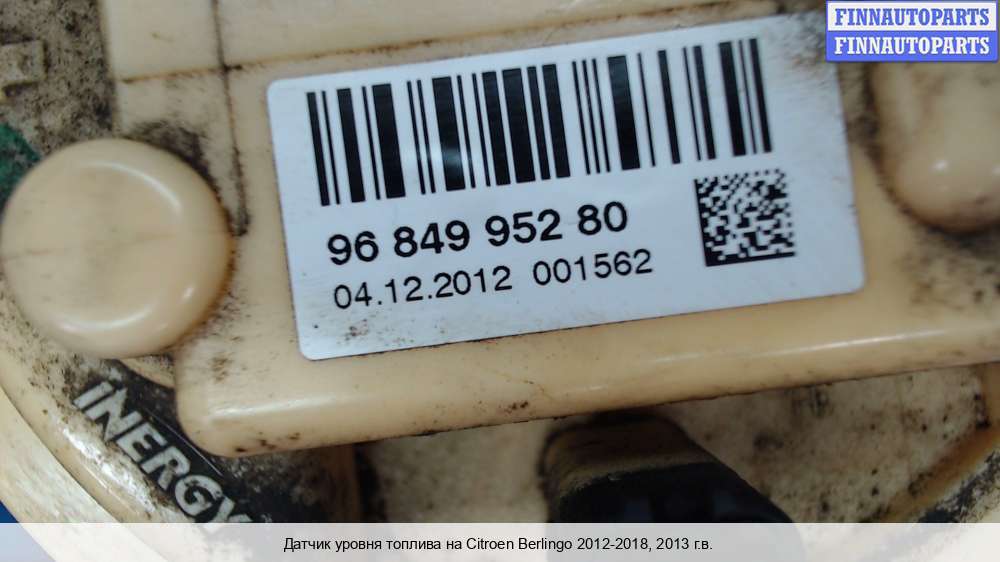 FINNAUTOPARTS
FINNAUTOPARTS
96 849 952 80
04.12.2012 001562
INERGY
Датчик уровня топлива на Citroen Berlingo 2012-2018, 2013 г.в.